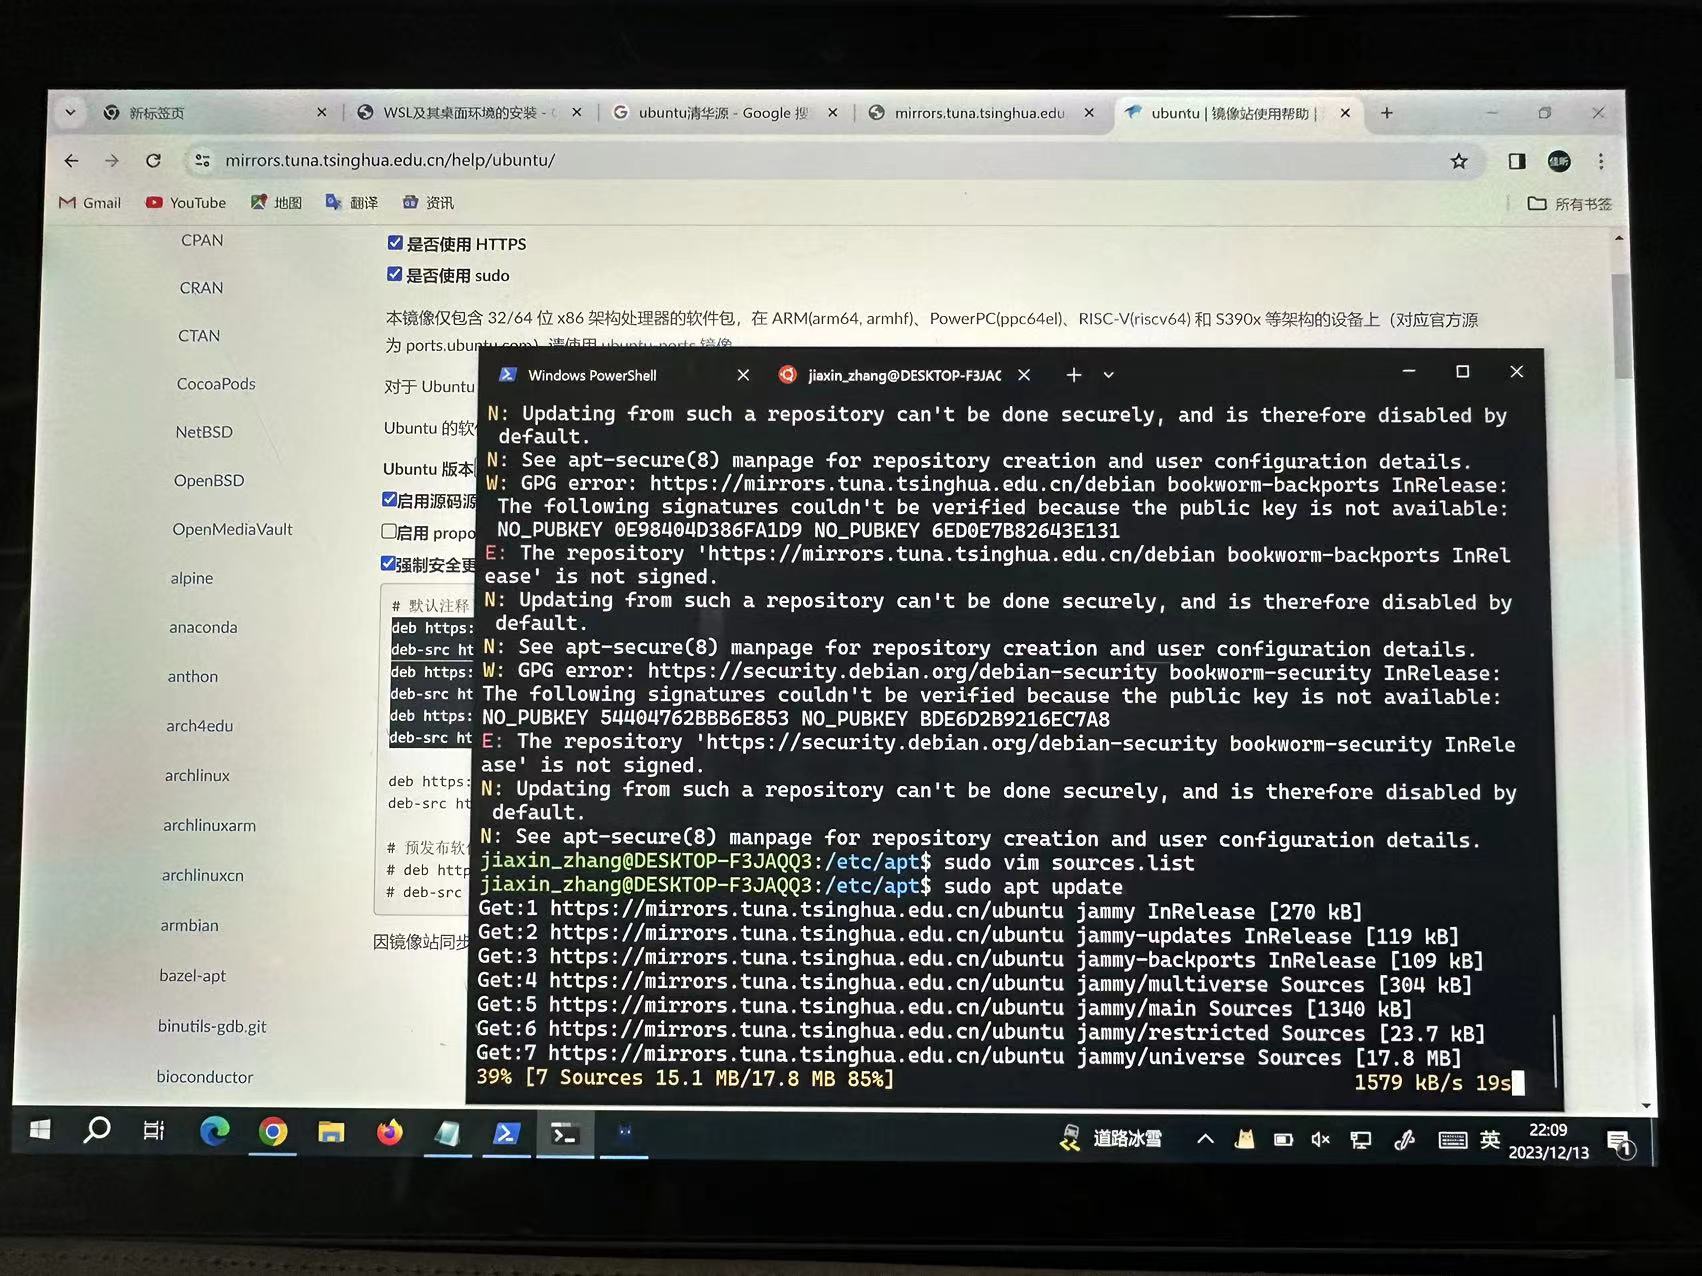 新标签页
WSL及其桌面环境的安装 -
ubuntu清华源 - Google 搜
mirrors.tuna.tsinghua.edu
ubuntu | 镜像站使用帮助 |
mirrors.tuna.tsinghua.edu.cn/help/ubuntu/
Gmail
YouTube
地图
翻译
资讯
所有书签
CPAN
CRAN
CTAN
CocoaPods
NetBSD
OpenBSD
OpenMediaVault
alpine
anaconda
anthon
arch4edu
archlinux
archlinuxarm
archlinuxcn
armbian
bazel-apt
binutils-gdb.git
bioconductor
是否使用 HTTPS
是否使用 sudo
本镜像仅包含 32/64 位 x86 架构处理器的软件包，在 ARM(arm64, armhf)、PowerPC(ppc64el)、RISC-V(riscv64) 和 S390x 等架构的设备上（对应官方源
为 ports.ubuntu.com）请使用 ubuntu-ports 镜像
对于 Ubuntu
Ubuntu 的软
Ubuntu 版本
启用源码源
启用 propo
强制安全更
# 默认注释
deb https:
deb-src ht
deb https:
deb-src ht
deb https:
deb-src ht
deb https:
deb-src ht
# 预发布软
# deb http
# deb-src
因镜像站同步
Windows PowerShell
jiaxin_zhang@DESKTOP-F3JAC
N: Updating from such a repository can't be done securely, and is therefore disabled by
default.
N: See apt-secure(8) manpage for repository creation and user configuration details.
W: GPG error: https://mirrors.tuna.tsinghua.edu.cn/debian bookworm-backports InRelease:
The following signatures couldn't be verified because the public key is not available:
NO_PUBKEY 0E98404D386FA1D9 NO_PUBKEY 6ED0E7B82643E131
E: The repository 'https://mirrors.tuna.tsinghua.edu.cn/debian bookworm-backports InRel
ease' is not signed.
N: Updating from such a repository can't be done securely, and is therefore disabled by
default.
N: See apt-secure(8) manpage for repository creation and user configuration details.
W: GPG error: https://security.debian.org/debian-security bookworm-security InRelease:
The following signatures couldn't be verified because the public key is not available:
NO_PUBKEY 54404762BBB6E853 NO_PUBKEY BDE6D2B9216EC7A8
E: The repository 'https://security.debian.org/debian-security bookworm-security InRele
ase' is not signed.
N: Updating from such a repository can't be done securely, and is therefore disabled by
default.
N: See apt-secure(8) manpage for repository creation and user configuration details.
jiaxin_zhang@DESKTOP-F3JAQQ3:/etc/apt$ sudo vim sources.list
jiaxin_zhang@DESKTOP-F3JAQQ3:/etc/apt$ sudo apt update
Get:1 https://mirrors.tuna.tsinghua.edu.cn/ubuntu jammy InRelease [270 kB]
Get:2 https://mirrors.tuna.tsinghua.edu.cn/ubuntu jammy-updates InRelease [119 kB]
Get:3 https://mirrors.tuna.tsinghua.edu.cn/ubuntu jammy-backports InRelease [109 kB]
Get:4 https://mirrors.tuna.tsinghua.edu.cn/ubuntu jammy/multiverse Sources [304 kB]
Get:5 https://mirrors.tuna.tsinghua.edu.cn/ubuntu jammy/main Sources [1340 kB]
Get:6 https://mirrors.tuna.tsinghua.edu.cn/ubuntu jammy/restricted Sources [23.7 kB]
Get:7 https://mirrors.tuna.tsinghua.edu.cn/ubuntu jammy/universe Sources [17.8 MB]
39% [7 Sources 15.1 MB/17.8 MB 85%] 1579 kB/s 19s
道路冰雪
英
22:09
2023/12/13
1